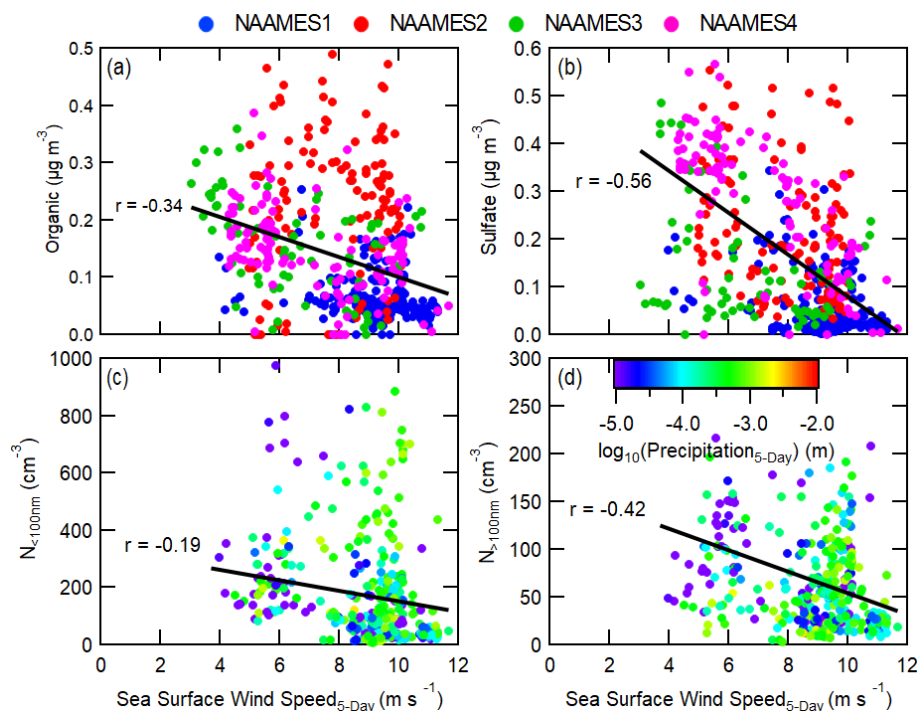 NAAMES1 NAAMES2 NAAMES3 NAAMES4
(a)
Organic (µg m⁻³)
0.5
0.4
0.3
0.2
0.1
0.0
r = -0.34
(b)
Sulfate (µg m⁻³)
0.6
0.5
0.4
0.3
0.2
0.1
0.0
r = -0.56
(c)
N<100nm (cm⁻³)
1000
800
600
400
200
0
r = -0.19
0 2 4 6 8 10 12
Sea Surface Wind Speed5-Day (m s⁻¹)
(d)
N>100nm (cm⁻³)
300
250
200
150
100
50
0
-5.0 -4.0 -3.0 -2.0
log10(Precipitation5-Day) (m)
r = -0.42
0 2 4 6 8 10 12
Sea Surface Wind Speed5-Day (m s⁻¹)